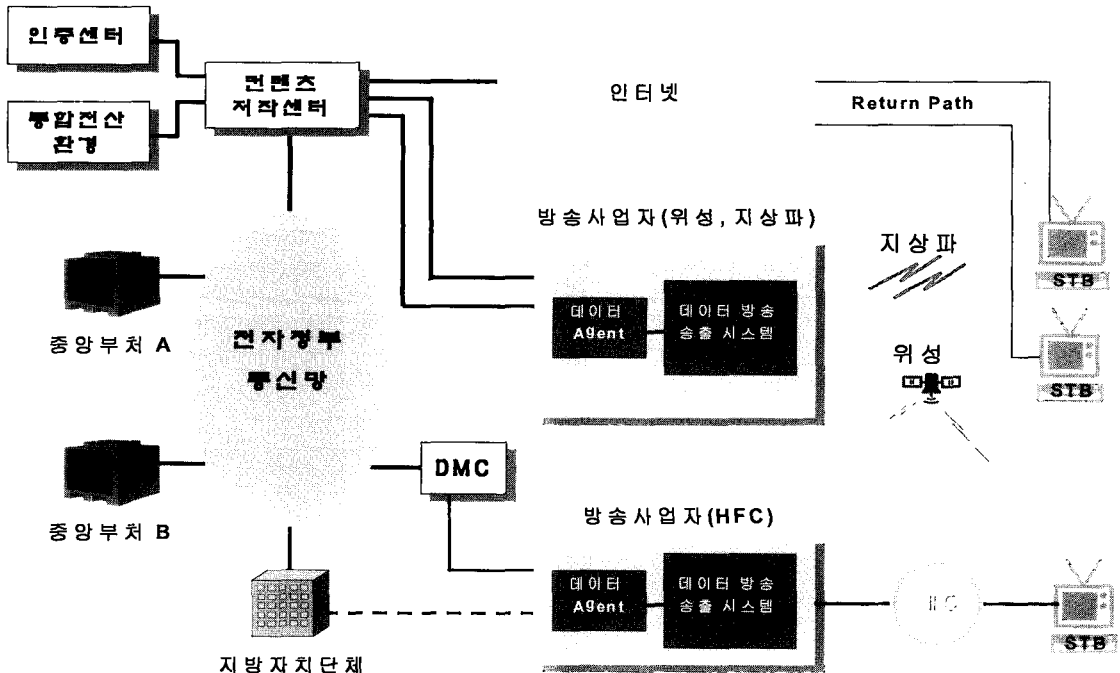 인증센터
컨텐츠
저작센터
통합전산
환경
인터넷
Return Path
방송사업자(위성, 지상파)
지상파
STB
데이터
Agent
데이터 방송
송출 시스템
중앙부처 A
전자정부
통신망
위성
STB
DMC
중앙부처 B
방송사업자(HFC)
데이터
Agent
데이터 방송
송출 시스템
STB
지방자치단체